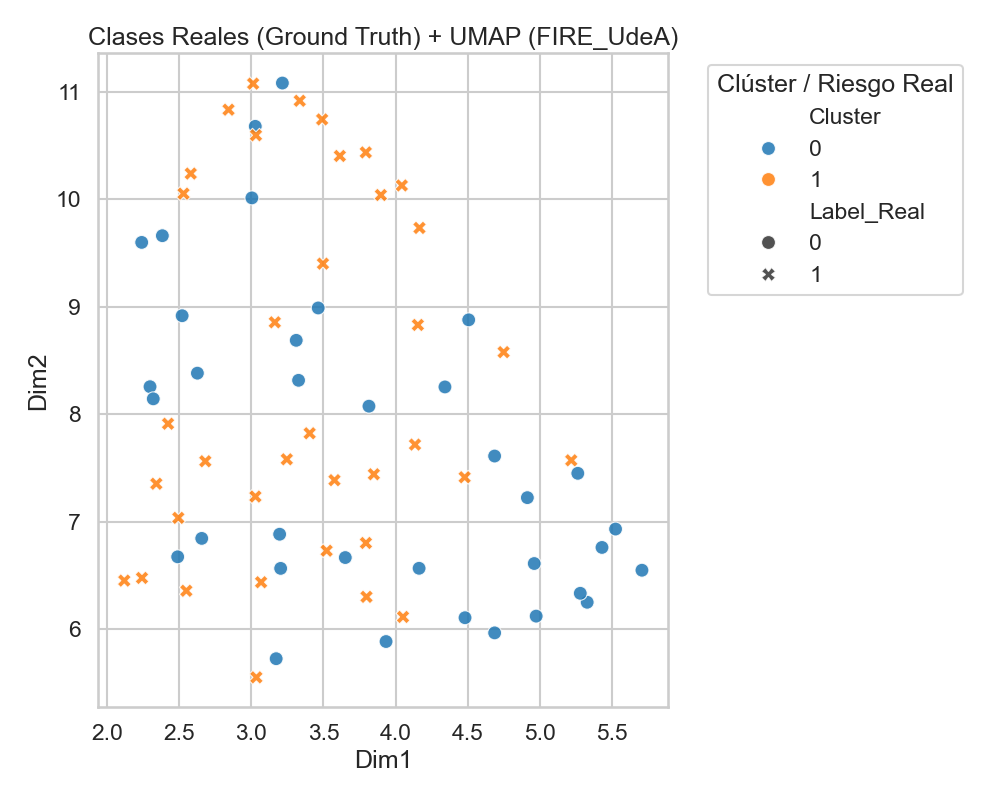 Clases Reales (Ground Truth) + UMAP (FIRE_UdeA)
Clúster / Riesgo Real
Cluster
0
1
Label_Real
0
1
11
10
9
8
7
6
Dim2
2.0 2.5 3.0 3.5 4.0 4.5 5.0 5.5
Dim1